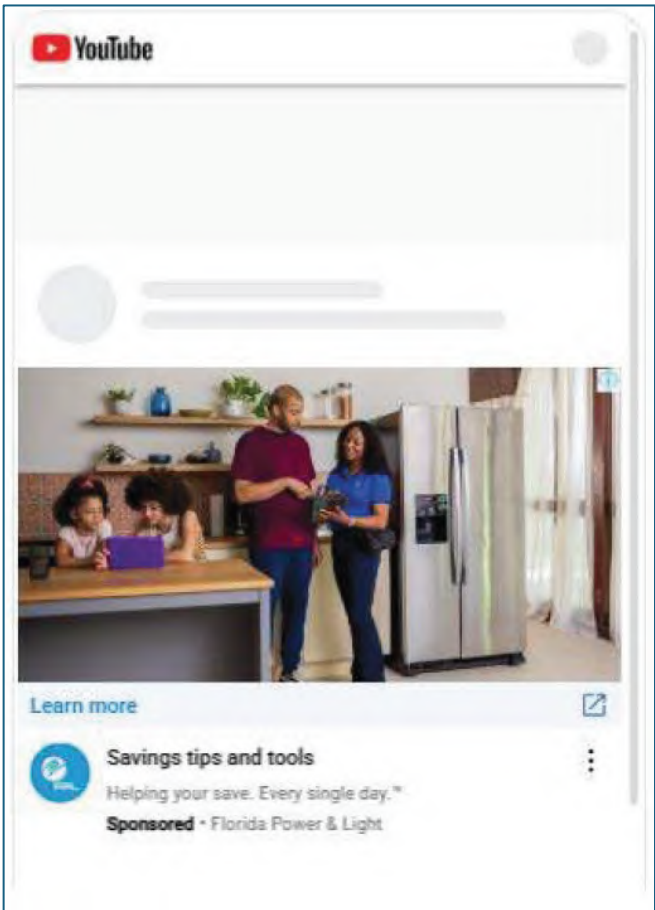 YouTube
Learn more
Savings tips and tools
Helping your save. Every single day.™
Sponsored • Florida Power & Light